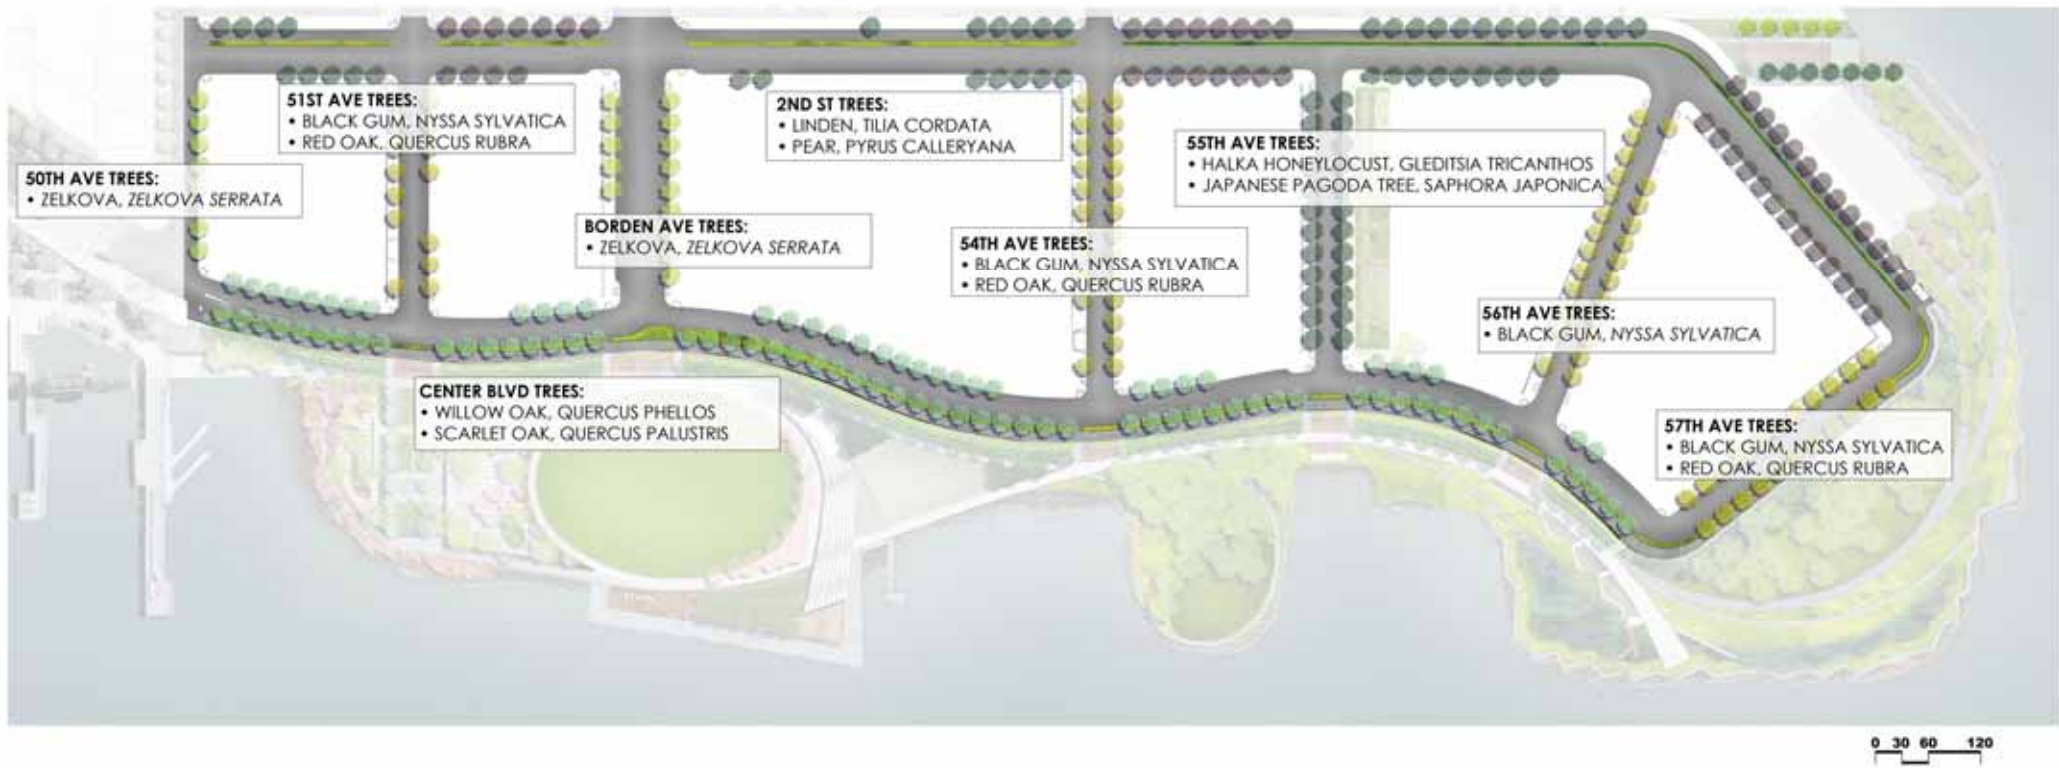 51ST AVE TREES:
• BLACK GUM, NYSSA SYLVATICA
• RED OAK, QUERCUS RUBRA
2ND ST TREES:
• LINDEN, TILIA CORDATA
• PEAR, PYRUS CALLERYANA
55TH AVE TREES:
• HALKA HONEYLOCUST, GLEDITSIA TRICANTHOS
• JAPANESE PAGODA TREE, SAPHORA JAPONICA
50TH AVE TREES:
• ZELKOVA, ZELKOVA SERRATA
BORDEN AVE TREES:
• ZELKOVA, ZELKOVA SERRATA
54TH AVE TREES:
• BLACK GUM, NYSSA SYLVATICA
• RED OAK, QUERCUS RUBRA
56TH AVE TREES:
• BLACK GUM, NYSSA SYLVATICA
CENTER BLVD TREES:
• WILLOW OAK, QUERCUS PHELLOS
• SCARLET OAK, QUERCUS PALUSTRIS
57TH AVE TREES:
• BLACK GUM, NYSSA SYLVATICA
• RED OAK, QUERCUS RUBRA
0 30 60 120